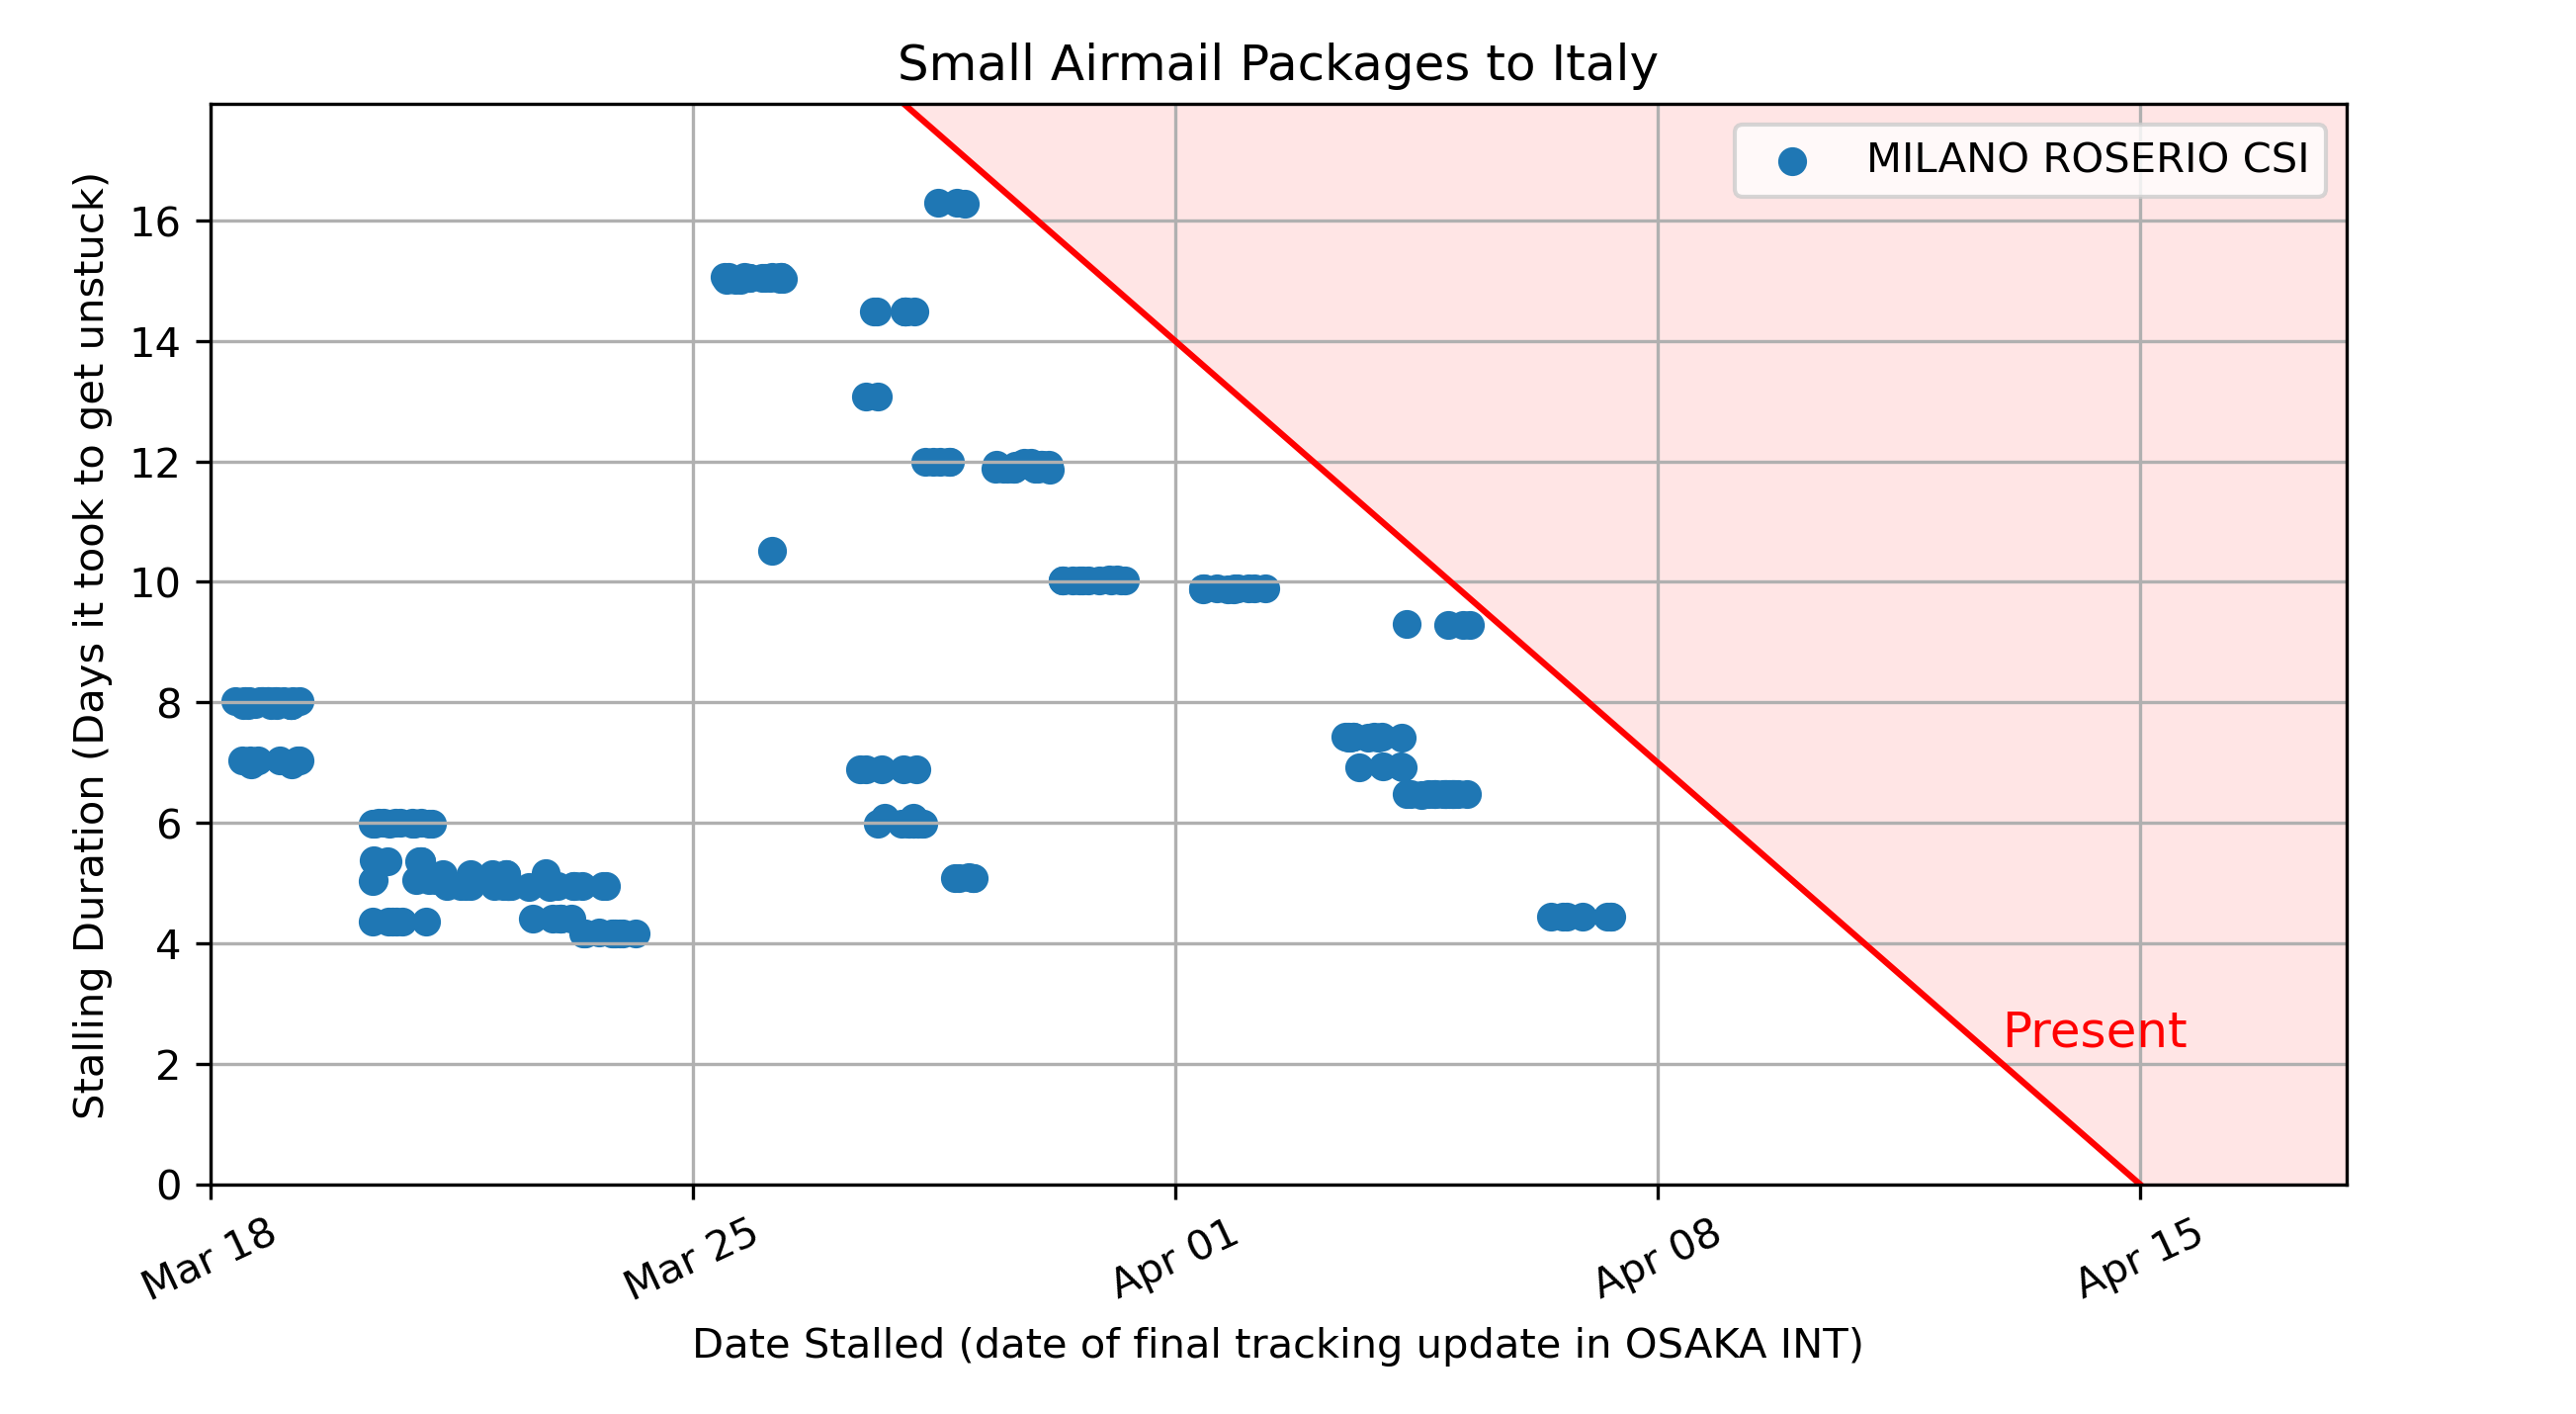 Small Airmail Packages to Italy
MILANO ROSERIO CSI
Stalling Duration (Days it took to get unstuck)
16
14
12
10
8
6
4
2
0
Present
Mar 18
Mar 25
Apr 01
Apr 08
Apr 15
Date Stalled (date of final tracking update in OSAKA INT)